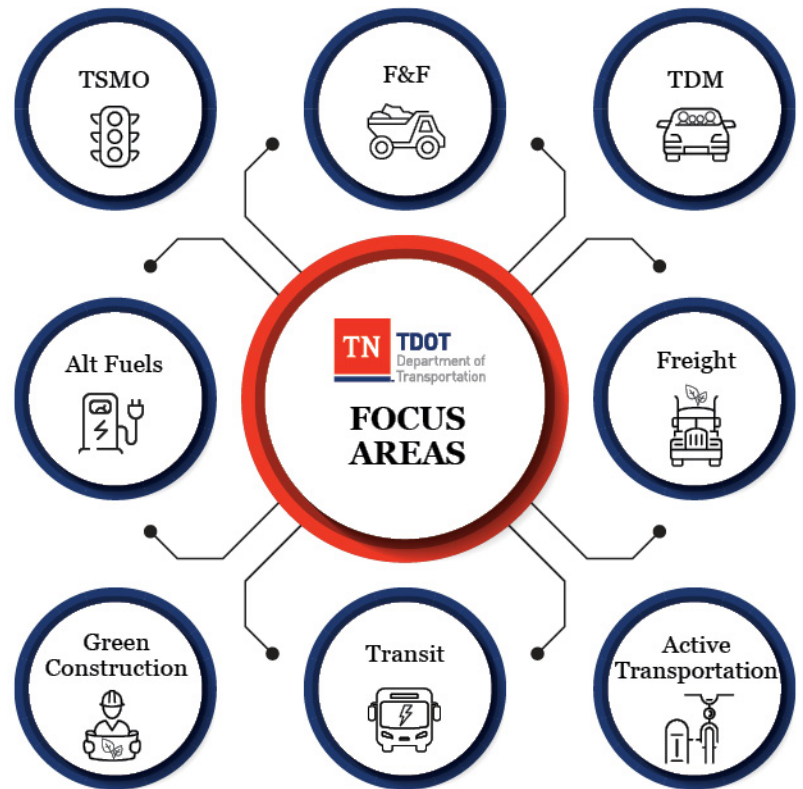 TSMO
F&F
TDM
Alt Fuels
TN
TDOT
Department of
Transportation
FOCUS
AREAS
Freight
Green
Construction
Transit
Active
Transportation